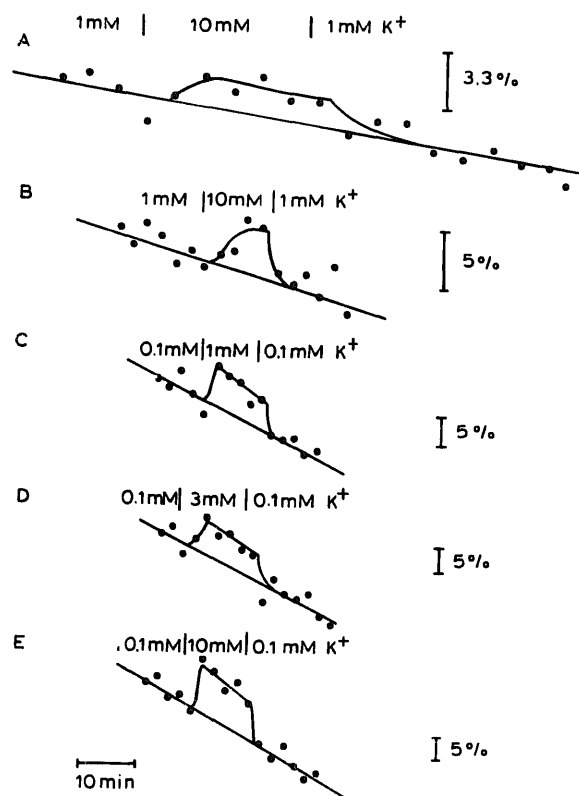 A
1mM | 10mM | 1mM K+
3.3%
B
1mM |10mM | 1mM K+
5%
C
0.1mM|1mM |0.1mM K+
5%
D
0.1mM| 3mM |0.1mM K+
5%
E
0.1mM|10mM|0.1 mM K+
5%
10min